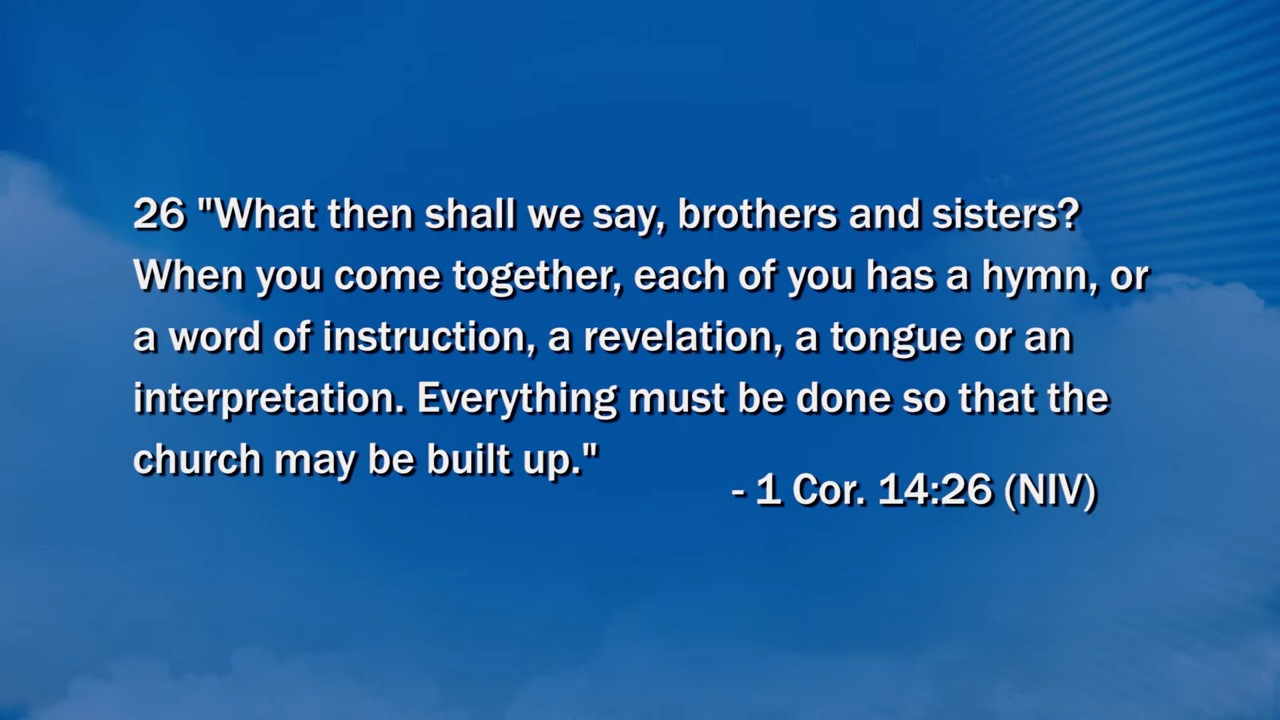 26 "What then shall we say, brothers and sisters?
When you come together, each of you has a hymn, or
a word of instruction, a revelation, a tongue or an
interpretation. Everything must be done so that the
church may be built up."
- 1 Cor. 14:26 (NIV)